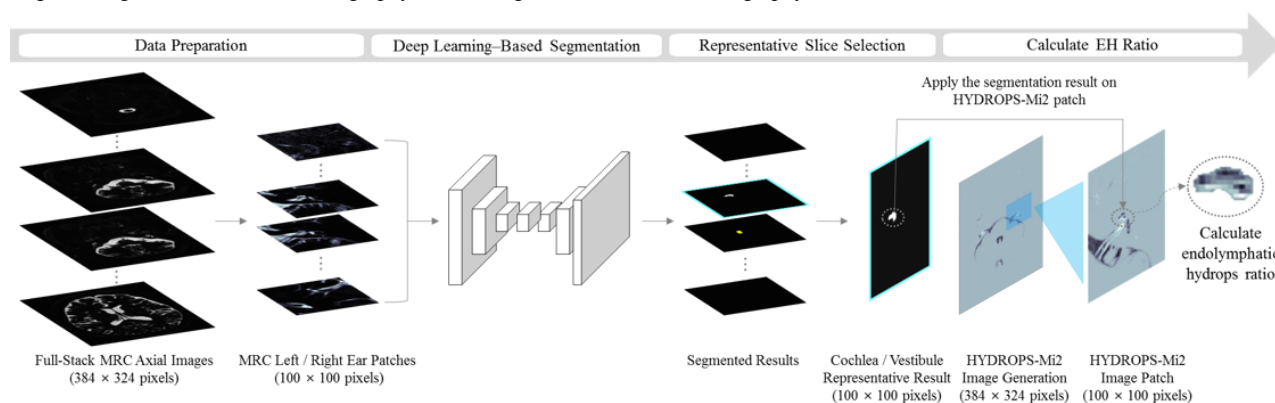 Data Preparation
Deep Learning–Based Segmentation
Representative Slice Selection
Calculate EH Ratio
Apply the segmentation result on
HYDROPS-Mi2 patch
Calculate
endolymphatic
hydrops ratio
Full-Stack MRC Axial Images
(384 × 324 pixels)
MRC Left / Right Ear Patches
(100 × 100 pixels)
Segmented Results
Cochlea / Vestibule
Representative Result
(100 × 100 pixels)
HYDROPS-Mi2
Image Generation
(384 × 324 pixels)
HYDROPS-Mi2
Image Patch
(100 × 100 pixels)